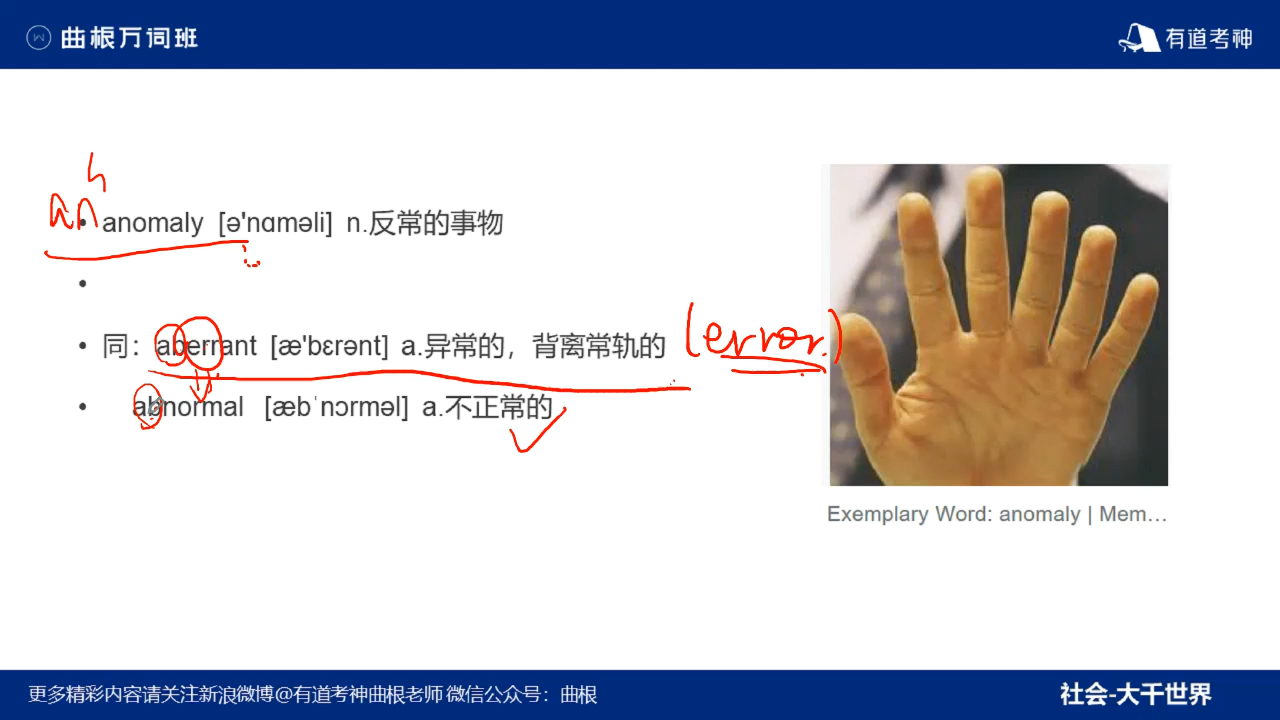 曲根万词班
有道考神
an
• anomaly [ə'nɑməli] n.反常的事物
•
• 同：aberrant [æ'bɛrənt] a.异常的，背离常轨的 (error.)
• abnormal [æbˈnɔrməl] a.不正常的
Exemplary Word: anomaly | Mem…
更多精彩内容请关注新浪微博@有道考神曲根老师 微信公众号：曲根
社会-大千世界